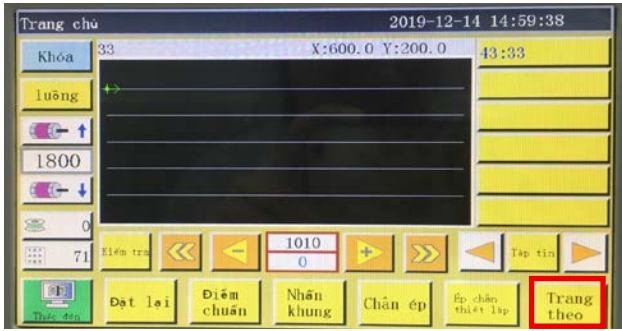 Trang chủ 2019-12-14 14:59:38
Khóa 33 X:600.0 Y:200.0 43:33
luồng
1800
0
71 Kiểm tra 1010 Tập tin
0
Thực đơn Đặt lại Điểm chuẩn Nhấn khung Chân ép Ép chân thiết lập Trang theo